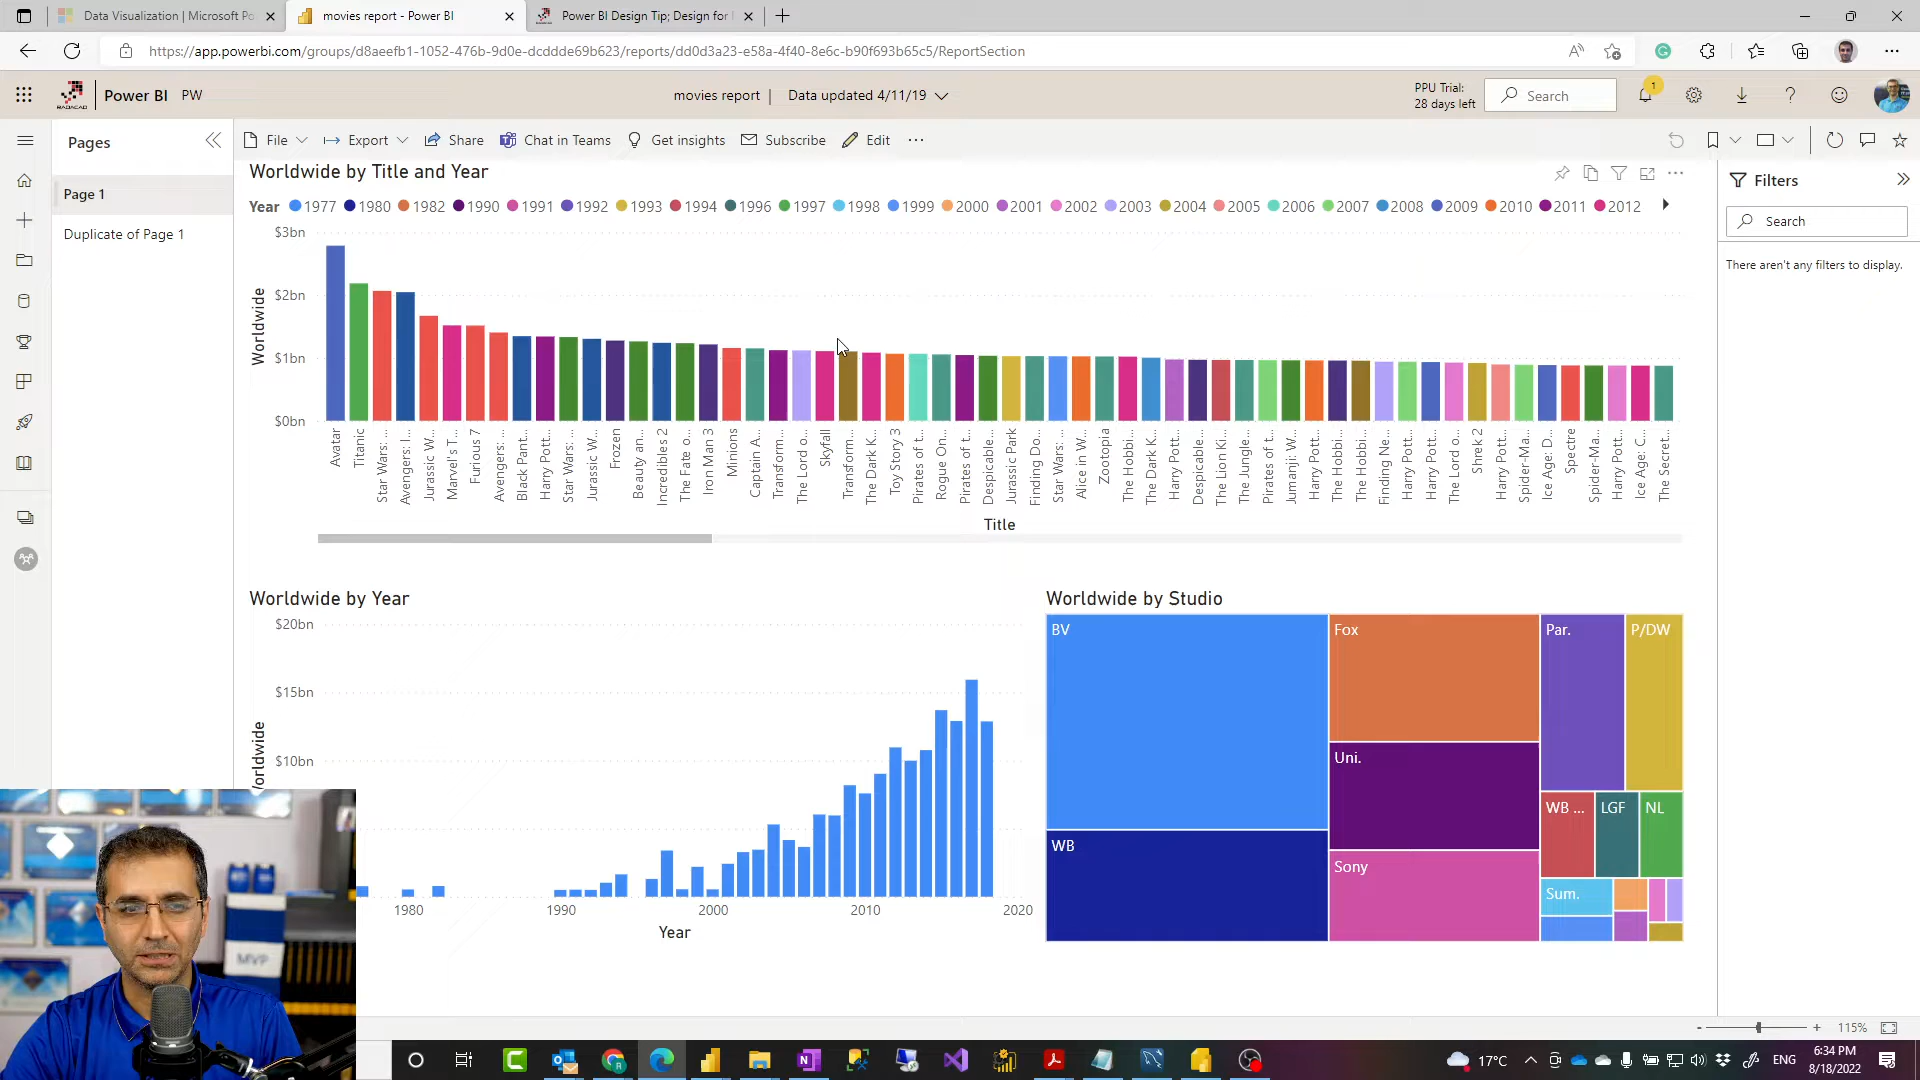 Data Visualization | Microsoft Po
movies report - Power BI
Power BI Design Tip; Design for
https://app.powerbi.com/groups/d8aeefb1-1052-476b-9d0e-dcddde69b623/reports/dd0d3a23-e58a-4f40-8e6c-b90f693b65c5/ReportSection
RADACAD
Power BI PW
movies report | Data updated 4/11/19
PPU Trial:
28 days left
Search
1
Pages
File Export Share Chat in Teams Get insights Subscribe Edit
Page 1
Duplicate of Page 1
Filters
Search
There aren't any filters to display.
Worldwide by Title and Year
Year 1977 1980 1982 1990 1991 1992 1993 1994 1996 1997 1998 1999 2000 2001 2002 2003 2004 2005 2006 2007 2008 2009 2010 2011 2012
$3bn
$2bn
$1bn
$0bn
Worldwide
Avatar
Titanic
Star Wars: ...
Avengers: I...
Jurassic W...
Marvel's T...
Furious 7
Avengers: ...
Black Pant...
Harry Pott...
Star Wars: ...
Jurassic W...
Frozen
Beauty an...
Incredibles 2
The Fate o...
Iron Man 3
Minions
Captain A...
Transform...
The Lord o...
Skyfall
Transform...
The Dark K...
Toy Story 3
Pirates of t...
Rogue On...
Pirates of t...
Despicable...
Jurassic Park
Finding Do...
Star Wars: ...
Alice in W...
Zootopia
The Hobbi...
The Dark K...
Harry Pott...
Despicable...
The Lion Ki...
The Jungle...
Pirates of t...
Jumanji: W...
Harry Pott...
The Hobbi...
The Hobbi...
Finding Ne...
Harry Pott...
Harry Pott...
The Lord o...
Shrek 2
Harry Pott...
Spider-Ma...
Ice Age: D...
Spectre
Spider-Ma...
Harry Pott...
Ice Age: C...
The Secret...
Title
Worldwide by Year
$20bn
$15bn
$10bn
Worldwide
1980
1990
2000
2010
2020
Year
Worldwide by Studio
BV
Fox
Par.
P/DW
Uni.
WB ...
LGF
NL
WB
Sony
Sum.
MVP
115%
17°C
ENG
6:34 PM
8/18/2022